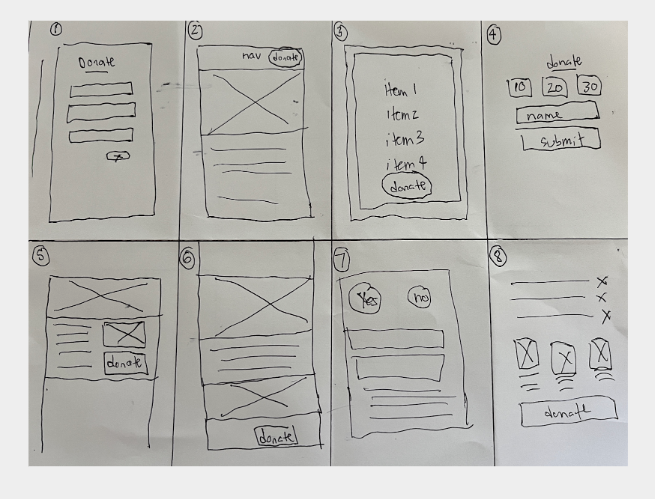 1
Donate
2
nav donate
3
item 1
item 2
item 3
item 4
donate
4
donate
10 20 30
name
submit
5
donate
6
donate
7
Yes no
8
donate